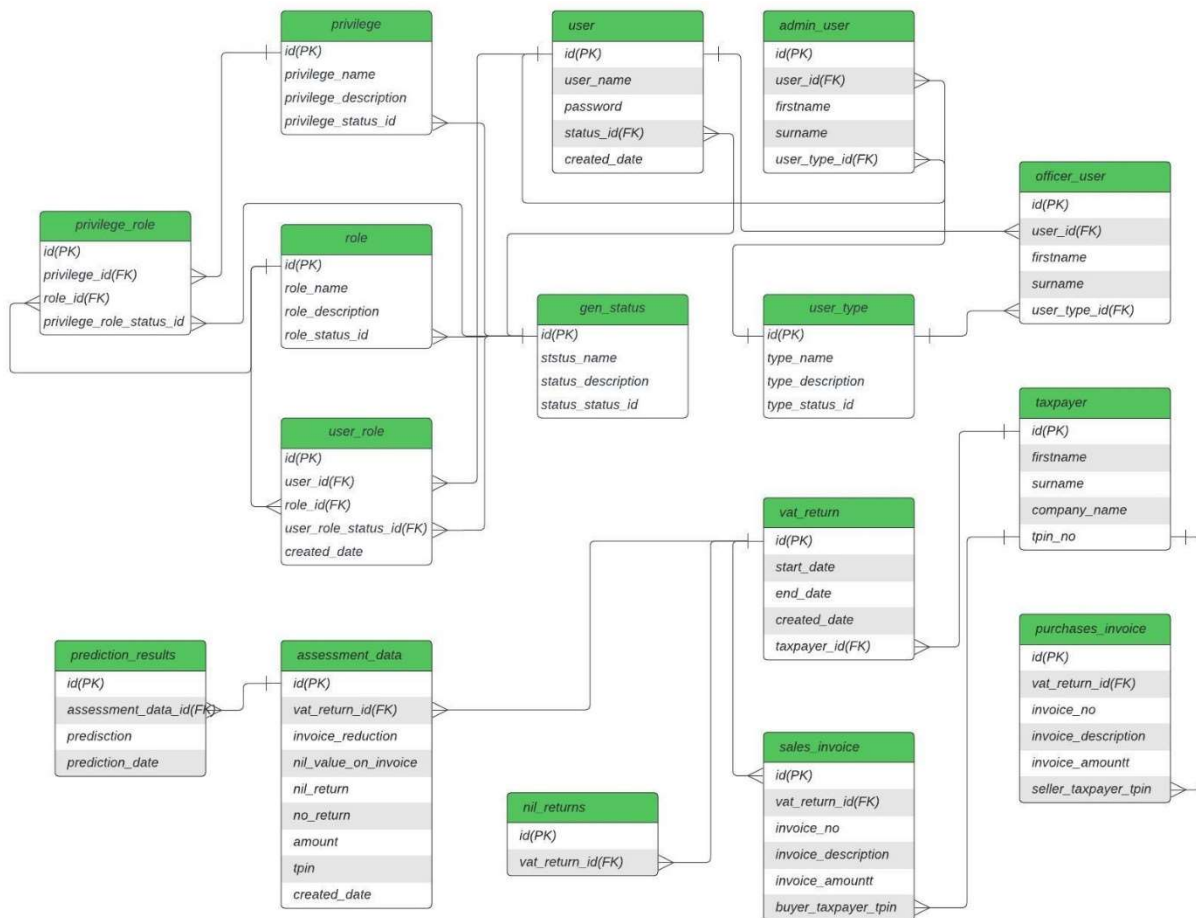 privilege
id(PK)
privilege_name
privilege_description
privilege_status_id
user
id(PK)
user_name
password
status_id(FK)
created_date
admin_user
id(PK)
user_id(FK)
firstname
surname
user_type_id(FK)
officer_user
id(PK)
user_id(FK)
firstname
surname
user_type_id(FK)
privilege_role
id(PK)
privilege_id(FK)
role_id(FK)
privilege_role_status_id
role
id(PK)
role_name
role_description
role_status_id
gen_status
id(PK)
ststus_name
status_description
status_status_id
user_type
id(PK)
type_name
type_description
type_status_id
taxpayer
id(PK)
firstname
surname
company_name
tpin_no
user_role
id(PK)
user_id(FK)
role_id(FK)
user_role_status_id(FK)
created_date
vat_return
id(PK)
start_date
end_date
created_date
taxpayer_id(FK)
purchases_invoice
id(PK)
vat_return_id(FK)
invoice_no
invoice_description
invoice_amountt
seller_taxpayer_tpin
prediction_results
id(PK)
assessment_data_id(FK)
predisction
prediction_date
assessment_data
id(PK)
vat_return_id(FK)
invoice_reduction
nil_value_on_invoice
nil_return
no_return
amount
tpin
created_date
nil_returns
id(PK)
vat_return_id(FK)
sales_invoice
id(PK)
vat_return_id(FK)
invoice_no
invoice_description
invoice_amountt
buyer_taxpayer_tpin